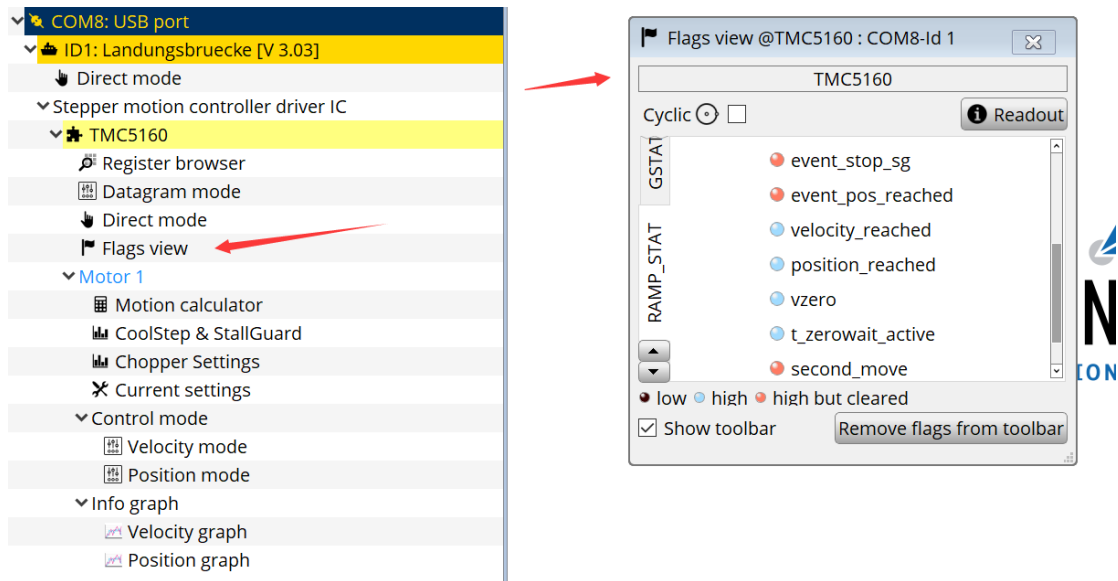 COM8: USB port
ID1: Landungsbruecke [V 3.03]
Direct mode
Stepper motion controller driver IC
TMC5160
Register browser
Datagram mode
Direct mode
Flags view
Motor 1
Motion calculator
CoolStep & StallGuard
Chopper Settings
Current settings
Control mode
Velocity mode
Position mode
Info graph
Velocity graph
Position graph
Flags view @TMC5160 : COM8-Id 1
TMC5160
Cyclic
Readout
GSTAT
RAMP_STAT
event_stop_sg
event_pos_reached
velocity_reached
position_reached
vzero
t_zerowait_active
second_move
low high high but cleared
Show toolbar
Remove flags from toolbar
N
ION